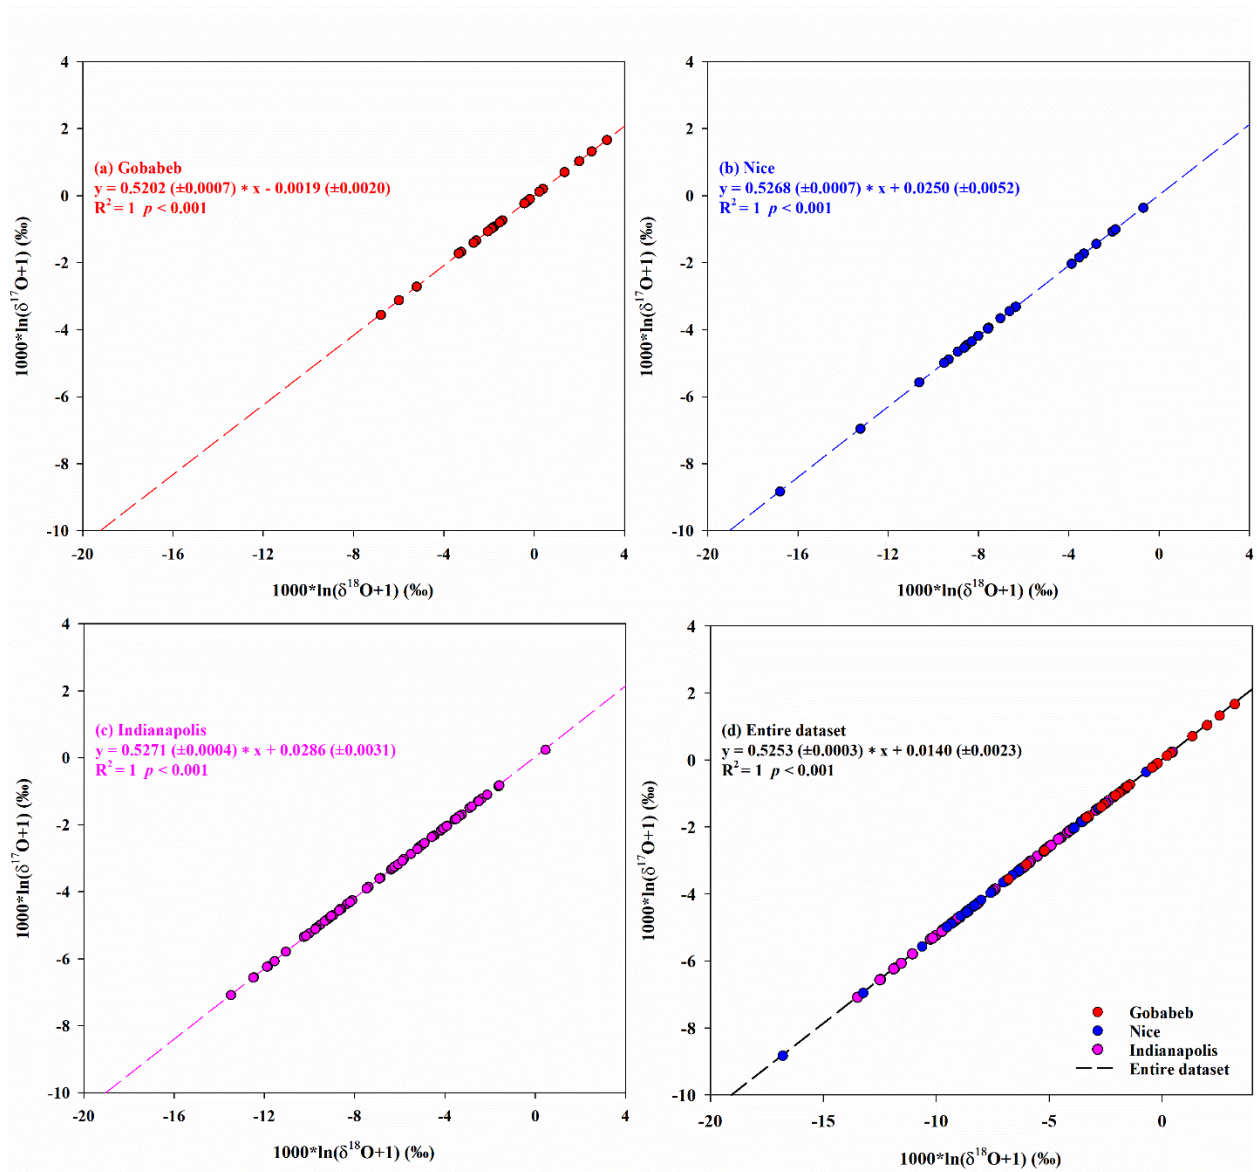 4
2
0
-2
-4
-6
-8
-10
1000*ln(δ¹⁷O+1) (‰)
(a) Gobabeb
y = 0.5202 (±0.0007) * x - 0.0019 (±0.0020)
R² = 1 p < 0.001
-20 -16 -12 -8 -4 0 4
1000*ln(δ¹⁸O+1) (‰)
4
2
0
-2
-4
-6
-8
-10
1000*ln(δ¹⁷O+1) (‰)
(b) Nice
y = 0.5268 (±0.0007) * x + 0.0250 (±0.0052)
R² = 1 p < 0.001
-20 -16 -12 -8 -4 0 4
1000*ln(δ¹⁸O+1) (‰)
4
2
0
-2
-4
-6
-8
-10
1000*ln(δ¹⁷O+1) (‰)
(c) Indianapolis
y = 0.5271 (±0.0004) * x + 0.0286 (±0.0031)
R² = 1 p < 0.001
-20 -16 -12 -8 -4 0 4
1000*ln(δ¹⁸O+1) (‰)
4
2
0
-2
-4
-6
-8
-10
1000*ln(δ¹⁷O+1) (‰)
(d) Entire dataset
y = 0.5253 (±0.0003) * x + 0.0140 (±0.0023)
R² = 1 p < 0.001
Gobabeb
Nice
Indianapolis
Entire dataset
-20 -15 -10 -5 0
1000*ln(δ¹⁸O+1) (‰)